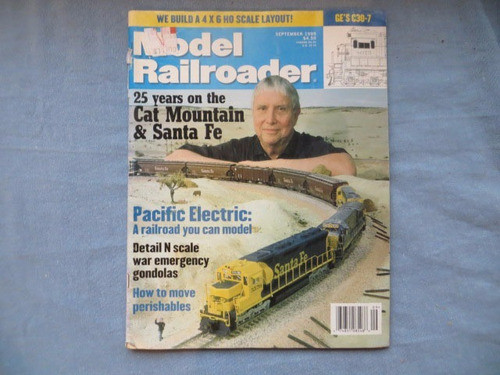 WE BUILD A 4 X 6 HO SCALE LAYOUT!
GE'S C30-7
Model
Railroader
SEPTEMBER 1995
25 years on the
Cat Mountain
& Santa Fe
Pacific Electric:
A railroad you can model
Detail N scale
war emergency
gondolas
How to move
perishables
Santa Fe